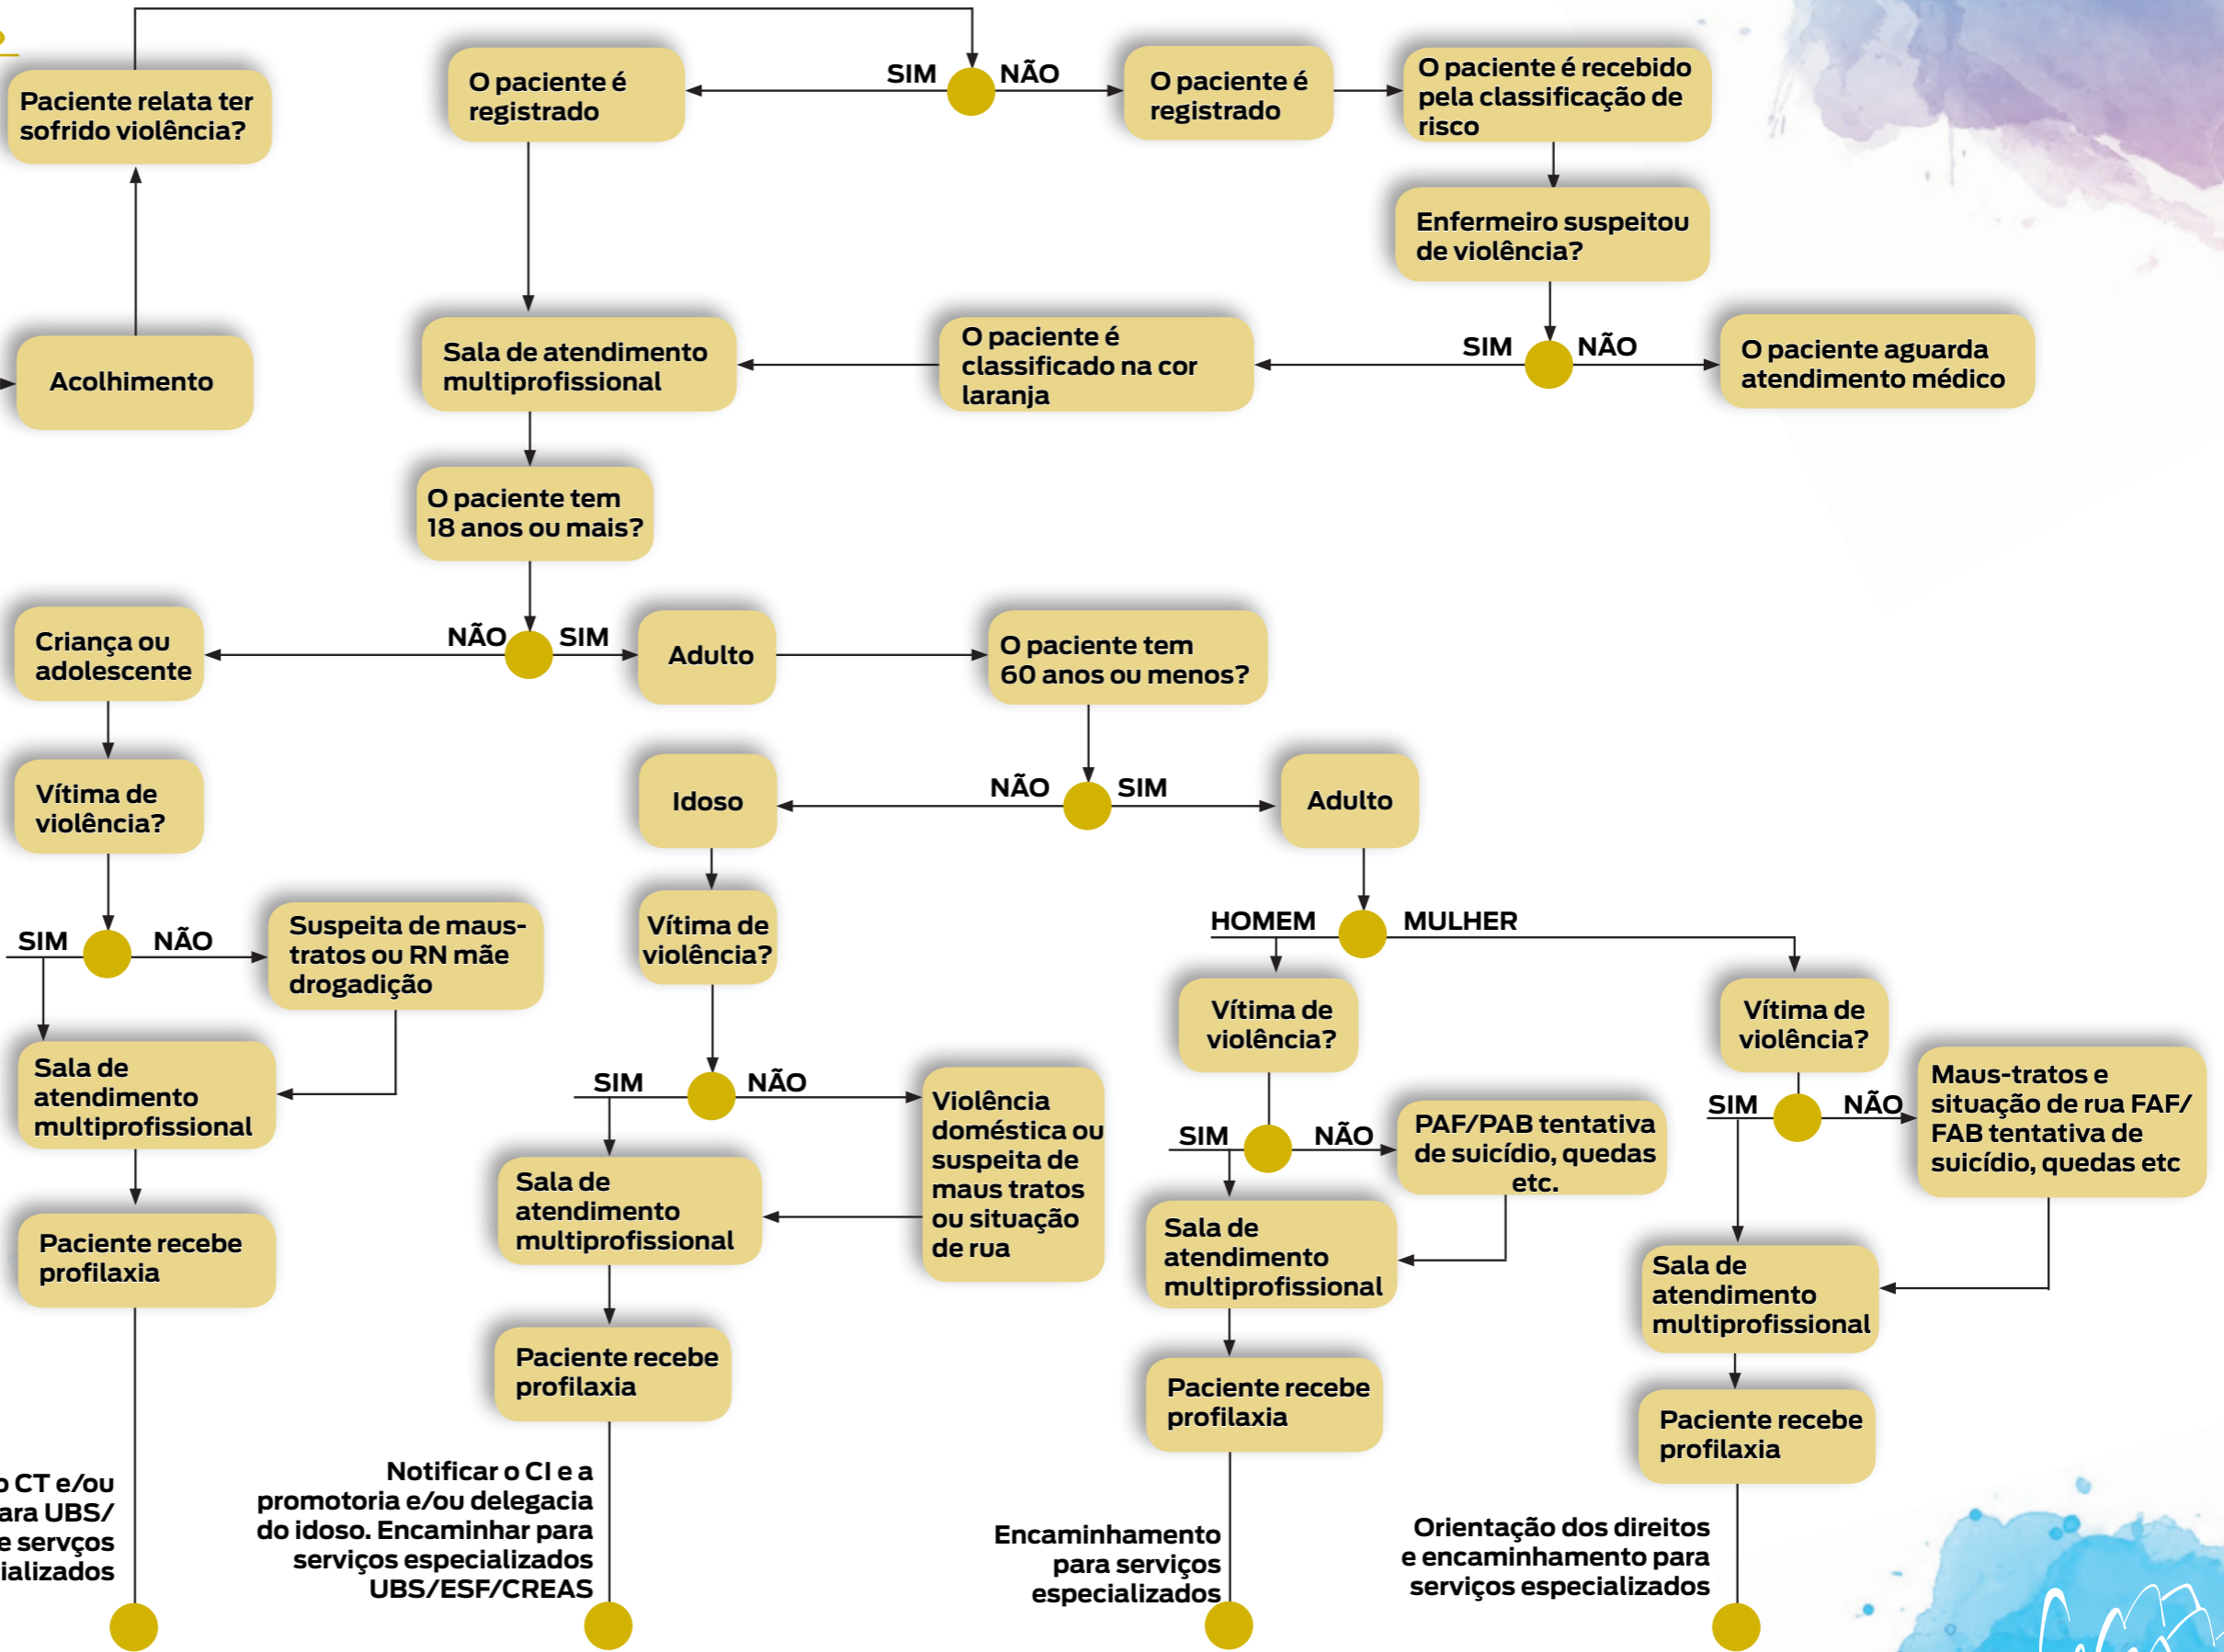 Paciente relata ter
sofrido violência?
Acolhimento
O paciente é
registrado
SIM
NÃO
O paciente é
registrado
O paciente é recebido
pela classificação de
risco
Enfermeiro suspeitou
de violência?
SIM
NÃO
O paciente aguarda
atendimento médico
O paciente é
classificado na cor
laranja
Sala de atendimento
multiprofissional
O paciente tem
18 anos ou mais?
NÃO
SIM
Criança ou
adolescente
Adulto
O paciente tem
60 anos ou menos?
NÃO
SIM
Idoso
Adulto
Vítima de
violência?
SIM
NÃO
Suspeita de maus-
tratos ou RN mãe
drogadição
Sala de
atendimento
multiprofissional
Paciente recebe
profilaxia
CT e/ou
UBS/
e servços
Vítima de
violência?
SIM
NÃO
Violência
doméstica ou
suspeita de
maus tratos
ou situação
de rua
Sala de
atendimento
multiprofissional
Paciente recebe
profilaxia
Notificar o CI e a
promotoria e/ou delegacia
do idoso. Encaminhar para
serviços especializados
UBS/ESF/CREAS
HOMEM
MULHER
Vítima de
violência?
SIM
NÃO
PAF/PAB tentativa
de suicídio, quedas
etc.
Sala de
atendimento
multiprofissional
Paciente recebe
profilaxia
Encaminhamento
para serviços
especializados
Vítima de
violência?
SIM
NÃO
Maus-tratos e
situação de rua FAF/
FAB tentativa de
suicídio, quedas etc
Sala de
atendimento
multiprofissional
Paciente recebe
profilaxia
Orientação dos direitos
e encaminhamento para
serviços especializados